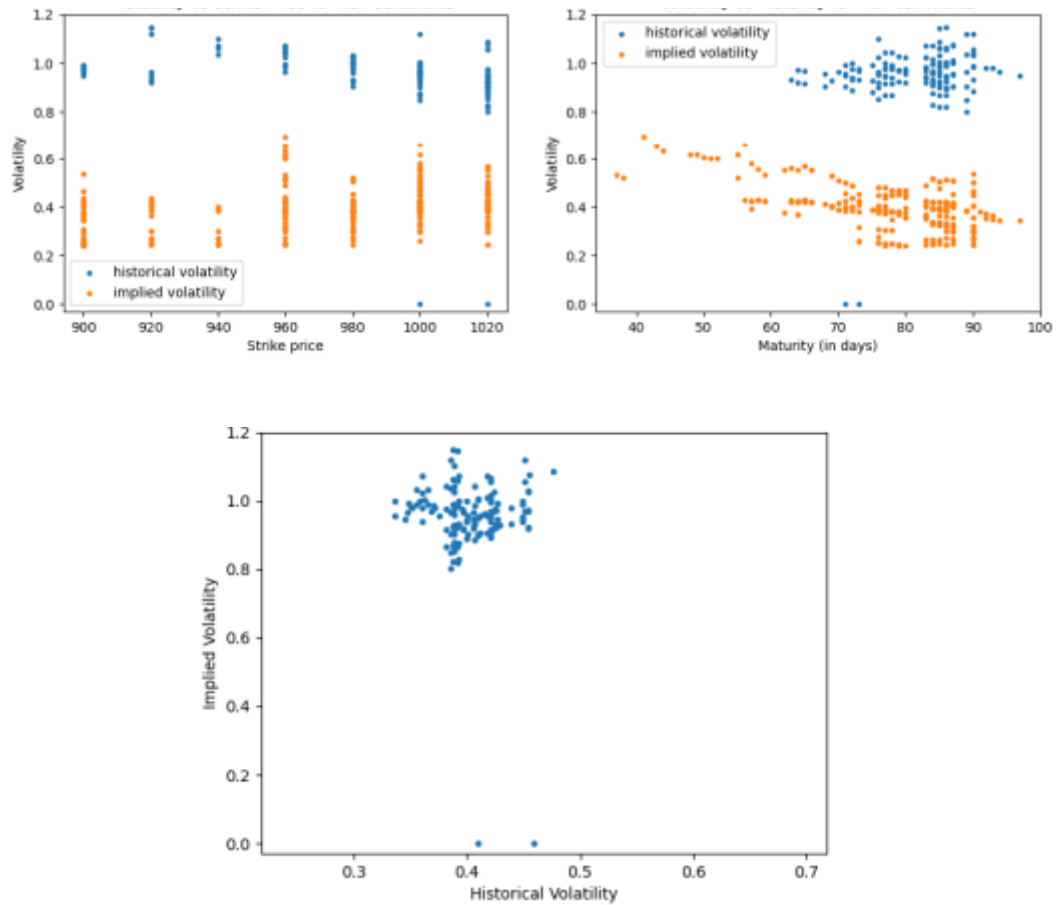 1.2
1.0
0.8
0.6
0.4
0.2
0.0
Volatility
historical volatility
implied volatility
900 920 940 960 980 1000 1020
Strike price
1.2
1.0
0.8
0.6
0.4
0.2
0.0
Volatility
historical volatility
implied volatility
40 50 60 70 80 90 100
Maturity (in days)
1.2
1.0
0.8
0.6
0.4
0.2
0.0
Implied Volatility
0.3 0.4 0.5 0.6 0.7
Historical Volatility